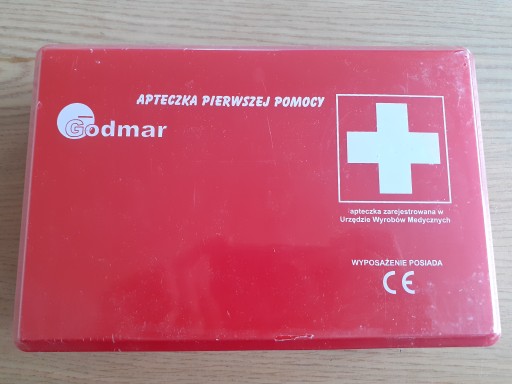 APTECZKA PIERWSZEJ POMOCY
Godmar
apteczka zarejestrowana w
Urzędzie Wyrobów Medycznych
WYPOSAŻENIE POSIADA
CE